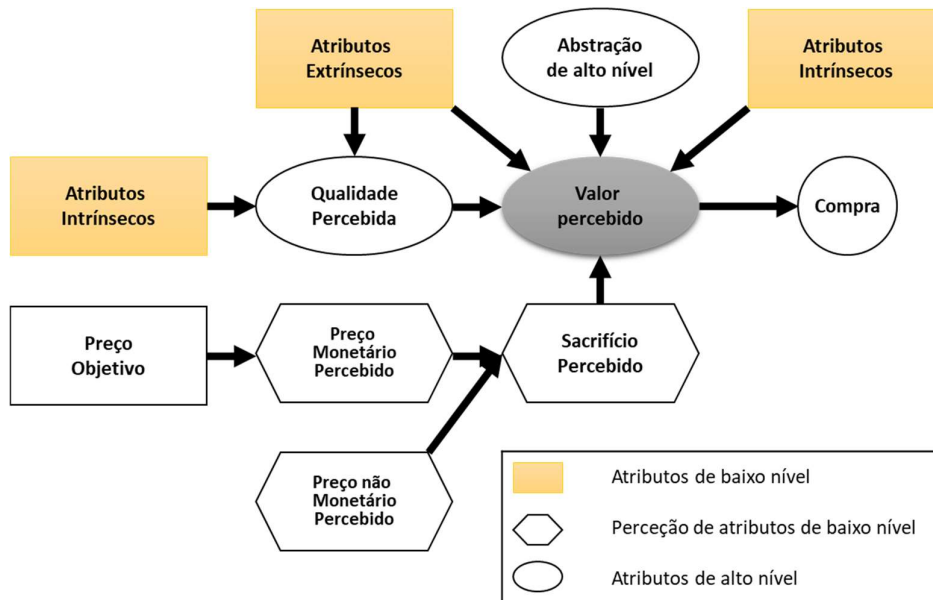 Atributos
Extrínsecos
Abstração
de alto nível
Atributos
Intrínsecos
Atributos
Intrínsecos
Qualidade
Percebida
Valor
percebido
Compra
Preço
Objetivo
Preço
Monetário
Percebido
Sacrifício
Percebido
Preço não
Monetário
Percebido
Atributos de baixo nível
Perceção de atributos de baixo nível
Atributos de alto nível